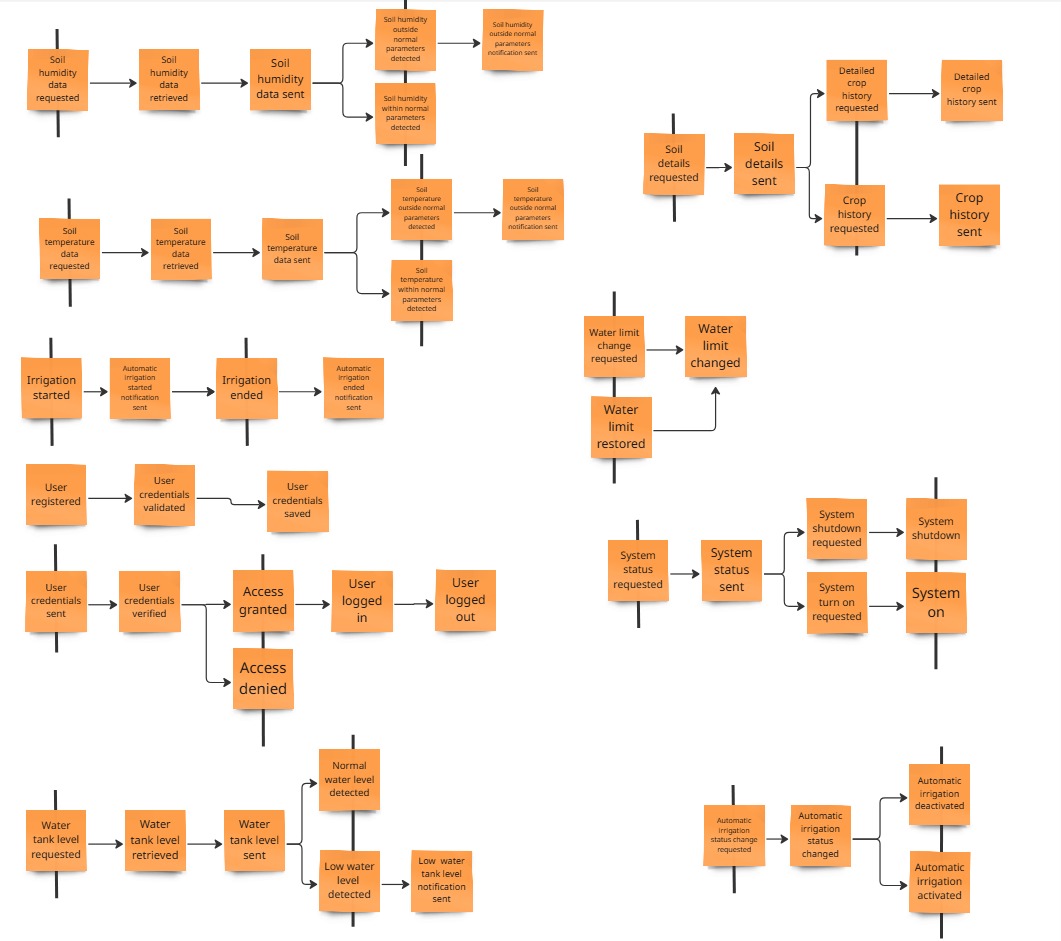 Soil
humidity
data
requested
Soil
humidity
data
retrieved
Soil
humidity
data sent
Soil humidity
outside
normal
parameters
detected
Soil humidity
outside normal
parameters
notification sent
Soil humidity
within normal
parameters
detected
Soil
temperature
data
requested
Soil
temperature
data
retrieved
Soil
temperature
data sent
Soil
temperature
outside normal
parameters
detected
Soil
temperature
outside normal
parameters
notification sent
Soil
temperature
within normal
parameters
detected
Irrigation
started
Automatic
irrigation
started
notification
sent
Irrigation
ended
Automatic
irrigation
ended
notification
sent
User
registered
User
credentials
validated
User
credentials
saved
User
credentials
sent
User
credentials
verified
Access
granted
User
logged
in
User
logged
out
Access
denied
Water
tank level
requested
Water
tank level
retrieved
Water
tank level
sent
Normal
water level
detected
Low water
level
detected
Low water
tank level
notification
sent
Soil
details
requested
Soil
details
sent
Detailed
crop
history
requested
Detailed
crop
history sent
Crop
history
requested
Crop
history
sent
Water limit
change
requested
Water
limit
changed
Water
limit
restored
System
status
requested
System
status
sent
System
shutdown
requested
System
shutdown
System
turn on
requested
System
on
Automatic
irrigation
status change
requested
Automatic
irrigation
status
changed
Automatic
irrigation
deactivated
Automatic
irrigation
activated